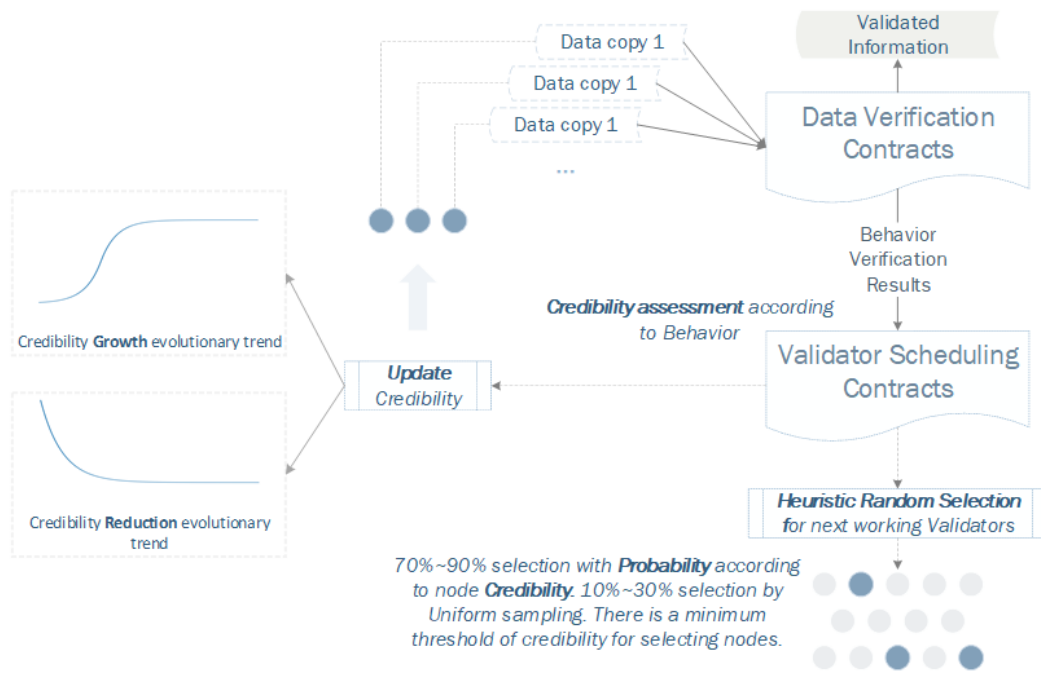 Validated
Information
Data copy 1
Data copy 1
Data copy 1
...
Data Verification
Contracts
Behavior
Verification
Results
Credibility assessment according
to Behavior
Validator Scheduling
Contracts
Update
Credibility
Credibility Growth evolutionary trend
Credibility Reduction evolutionary
trend
Heuristic Random Selection
for next working Validators
70%~90% selection with Probability according
to node Credibility. 10%~30% selection by
Uniform sampling. There is a minimum
threshold of credibility for selecting nodes.